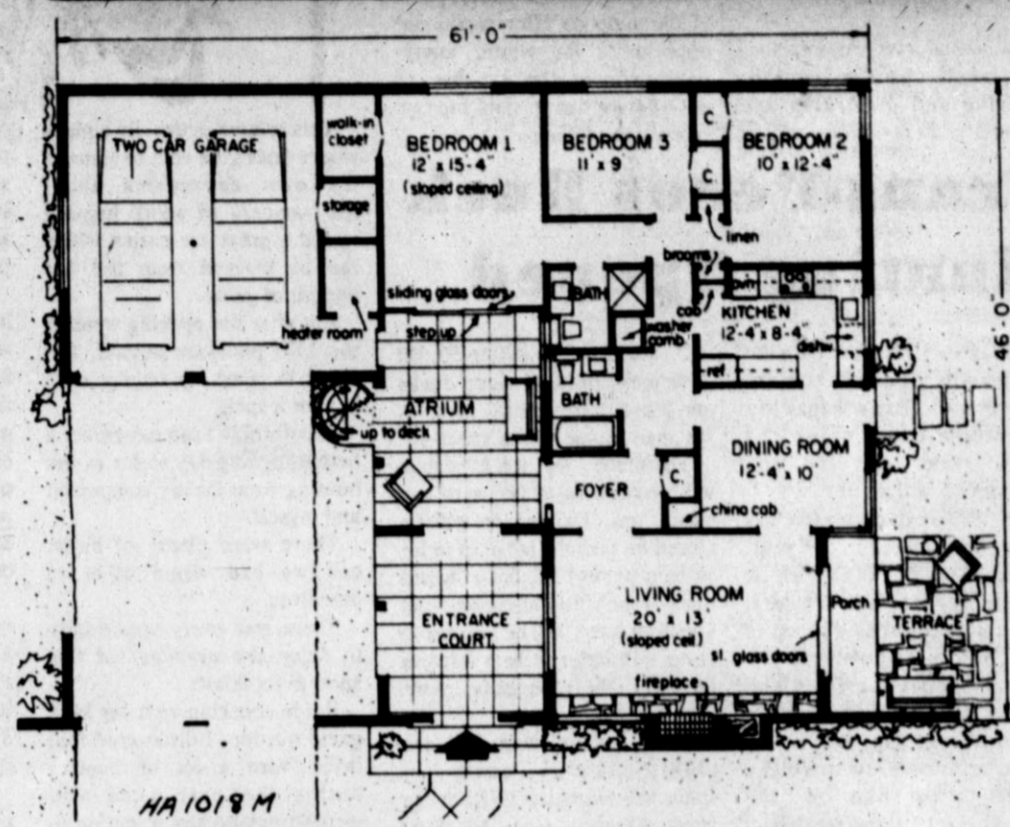 61'-0"
TWO CAR GARAGE
walk-in
closet
storage
heater room
BEDROOM 1
12' x 15'-4"
(sloped ceiling)
BEDROOM 3
11' x 9'
C.
C
BEDROOM 2
10' x 12'-4"
linen
brooms
cab
sliding glass doors
step up
BATH
washer
comb.
ovn
KITCHEN
12'-4" x 8'-4"
dishw
ref
46'-0"
ATRIUM
up to deck
BATH
DINING ROOM
12'-4" x 10'
FOYER
C.
china cab
ENTRANCE
COURT
LIVING ROOM
20' x 13'
(sloped ceil)
sl. glass doors
fireplace
Porch
TERRACE
HA1018M